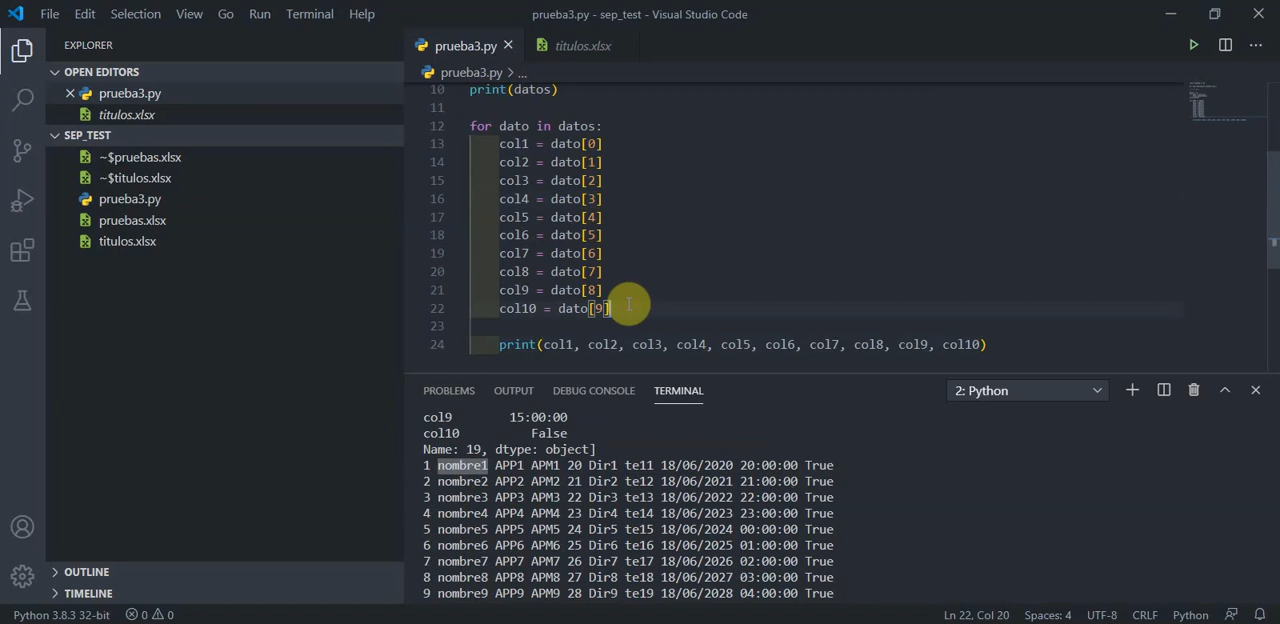 File Edit Selection View Go Run Terminal Help prueba3.py - sep_test - Visual Studio Code
EXPLORER
OPEN EDITORS
prueba3.py
titulos.xlsx
SEP_TEST
~$pruebas.xlsx
~$titulos.xlsx
prueba3.py
pruebas.xlsx
titulos.xlsx
OUTLINE
TIMELINE
prueba3.py titulos.xlsx
prueba3.py > ...
10 print(datos)
11
12 for dato in datos:
13 col1 = dato[0]
14 col2 = dato[1]
15 col3 = dato[2]
16 col4 = dato[3]
17 col5 = dato[4]
18 col6 = dato[5]
19 col7 = dato[6]
20 col8 = dato[7]
21 col9 = dato[8]
22 col10 = dato[9]
23
24 print(col1, col2, col3, col4, col5, col6, col7, col8, col9, col10)
PROBLEMS OUTPUT DEBUG CONSOLE TERMINAL 2: Python
col9 15:00:00
col10 False
Name: 19, dtype: object]
1 nombre1 APP1 APM1 20 Dir1 te11 18/06/2020 20:00:00 True
2 nombre2 APP2 APM2 21 Dir2 te12 18/06/2021 21:00:00 True
3 nombre3 APP3 APM3 22 Dir3 te13 18/06/2022 22:00:00 True
4 nombre4 APP4 APM4 23 Dir4 te14 18/06/2023 23:00:00 True
5 nombre5 APP5 APM5 24 Dir5 te15 18/06/2024 00:00:00 True
6 nombre6 APP6 APM6 25 Dir6 te16 18/06/2025 01:00:00 True
7 nombre7 APP7 APM7 26 Dir7 te17 18/06/2026 02:00:00 True
8 nombre8 APP8 APM8 27 Dir8 te18 18/06/2027 03:00:00 True
9 nombre9 APP9 APM9 28 Dir9 te19 18/06/2028 04:00:00 True
Python 3.8.3 32-bit 0 0 Ln 22, Col 20 Spaces: 4 UTF-8 CRLF Python